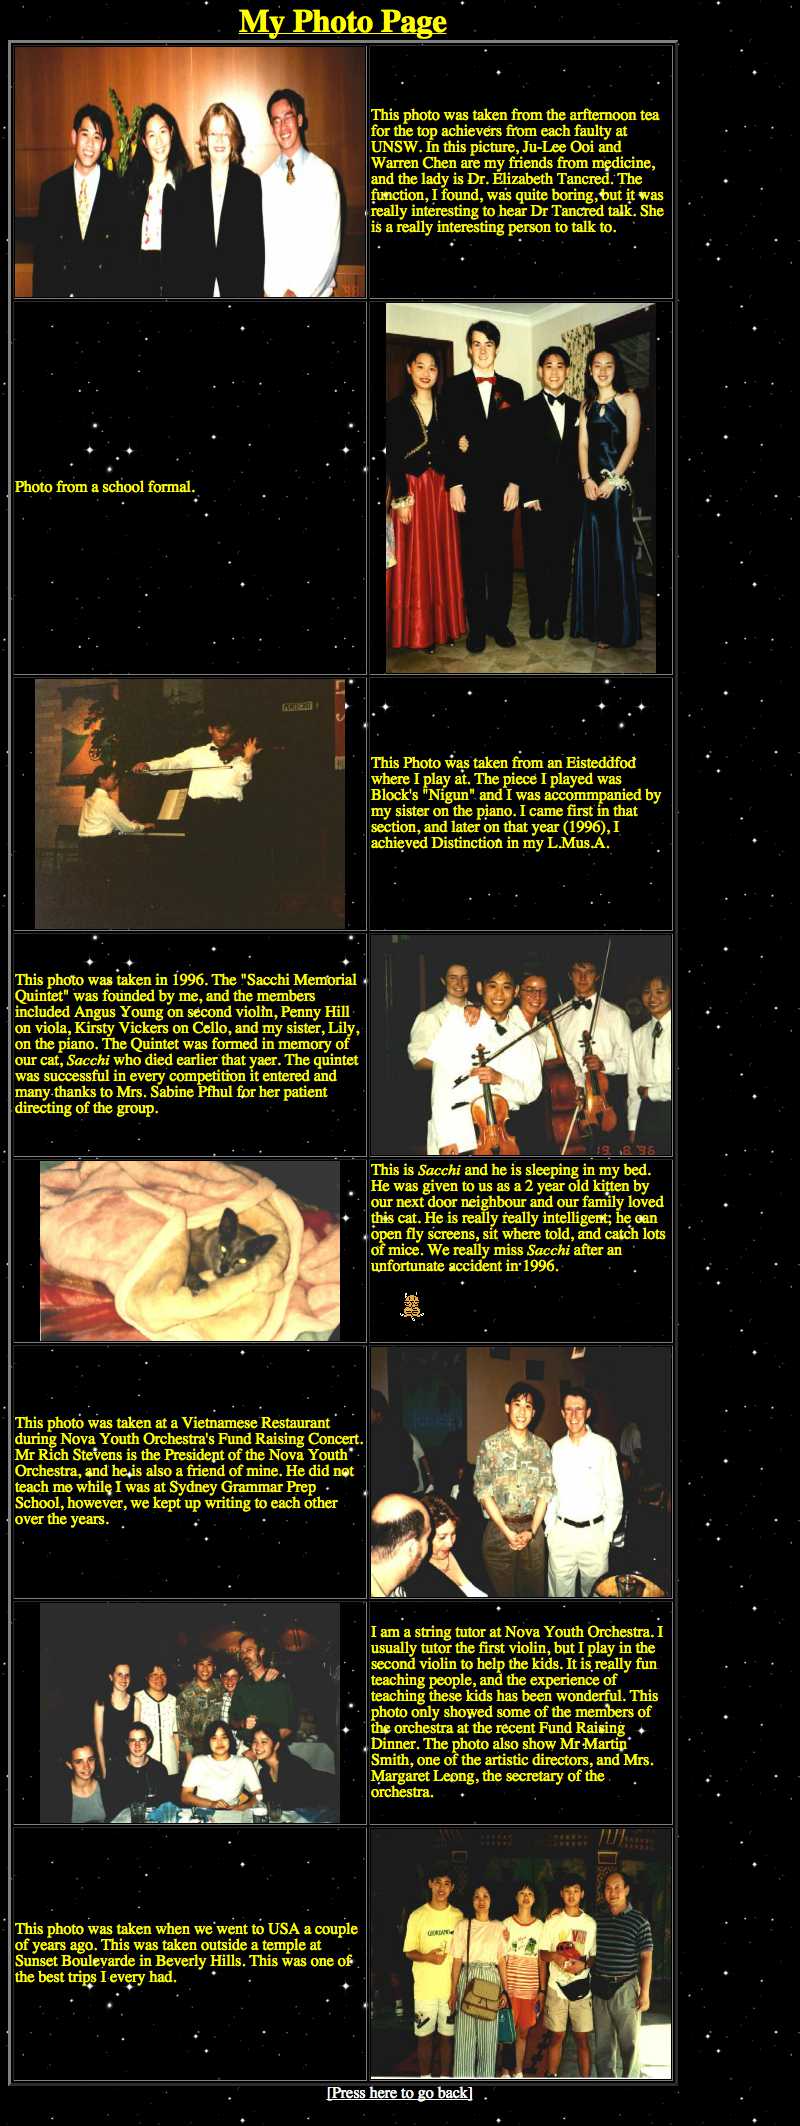 My Photo Page
This photo was taken from the arfternoon tea
for the top achievers from each faulty at
UNSW. In this picture, Ju-Lee Ooi and
Warren Chen are my friends from medicine,
and the lady is Dr. Elizabeth Tancred. The
function, I found, was quite boring, but it was
really interesting to hear Dr Tancred talk. She
is a really interesting person to talk to.
Photo from a school formal.
This Photo was taken from an Eisteddfod
where I play at. The piece I played was
Block's "Nigun" and I was accommpanied by
my sister on the piano. I came first in that
section, and later on that year (1996), I
achieved Distinction in my L.Mus.A.
This photo was taken in 1996. The "Sacchi Memorial
Quintet" was founded by me, and the members
included Angus Young on second violin, Penny Hill
on viola, Kirsty Vickers on Cello, and my sister, Lily,
on the piano. The Quintet was formed in memory of
our cat, Sacchi who died earlier that yaer. The quintet
was successful in every competition it entered and
many thanks to Mrs. Sabine Pfhul for her patient
directing of the group.
19 8 '96
This is Sacchi and he is sleeping in my bed.
He was given to us as a 2 year old kitten by
our next door neighbour and our family loved
this cat. He is really really intelligent; he can
open fly screens, sit where told, and catch lots
of mice. We really miss Sacchi after an
unfortunate accident in 1996.
This photo was taken at a Vietnamese Restaurant
during Nova Youth Orchestra's Fund Raising Concert.
Mr Rich Stevens is the President of the Nova Youth
Orchestra, and he is also a friend of mine. He did not
teach me while I was at Sydney Grammar Prep
School, however, we kept up writing to each other
over the years.
I am a string tutor at Nova Youth Orchestra. I
usually tutor the first violin, but I play in the
second violin to help the kids. It is really fun
teaching people, and the experience of
teaching these kids has been wonderful. This
photo only showed some of the members of
the orchestra at the recent Fund Raising
Dinner. The photo also show Mr Martin
Smith, one of the artistic directors, and Mrs.
Margaret Leong, the secretary of the
orchestra.
This photo was taken when we went to USA a couple
of years ago. This was taken outside a temple at
Sunset Boulevarde in Beverly Hills. This was one of
the best trips I every had.
GIORDANO
[Press here to go back]